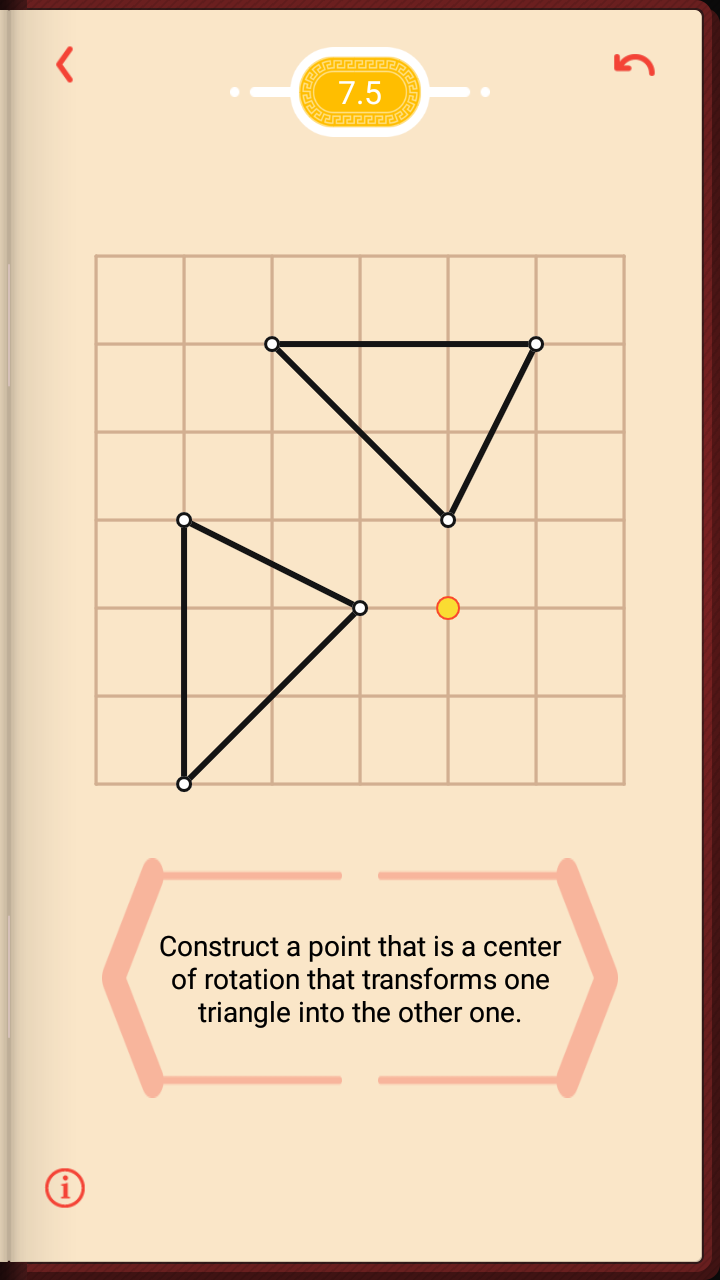 7.5
Construct a point that is a center
of rotation that transforms one
triangle into the other one.
i